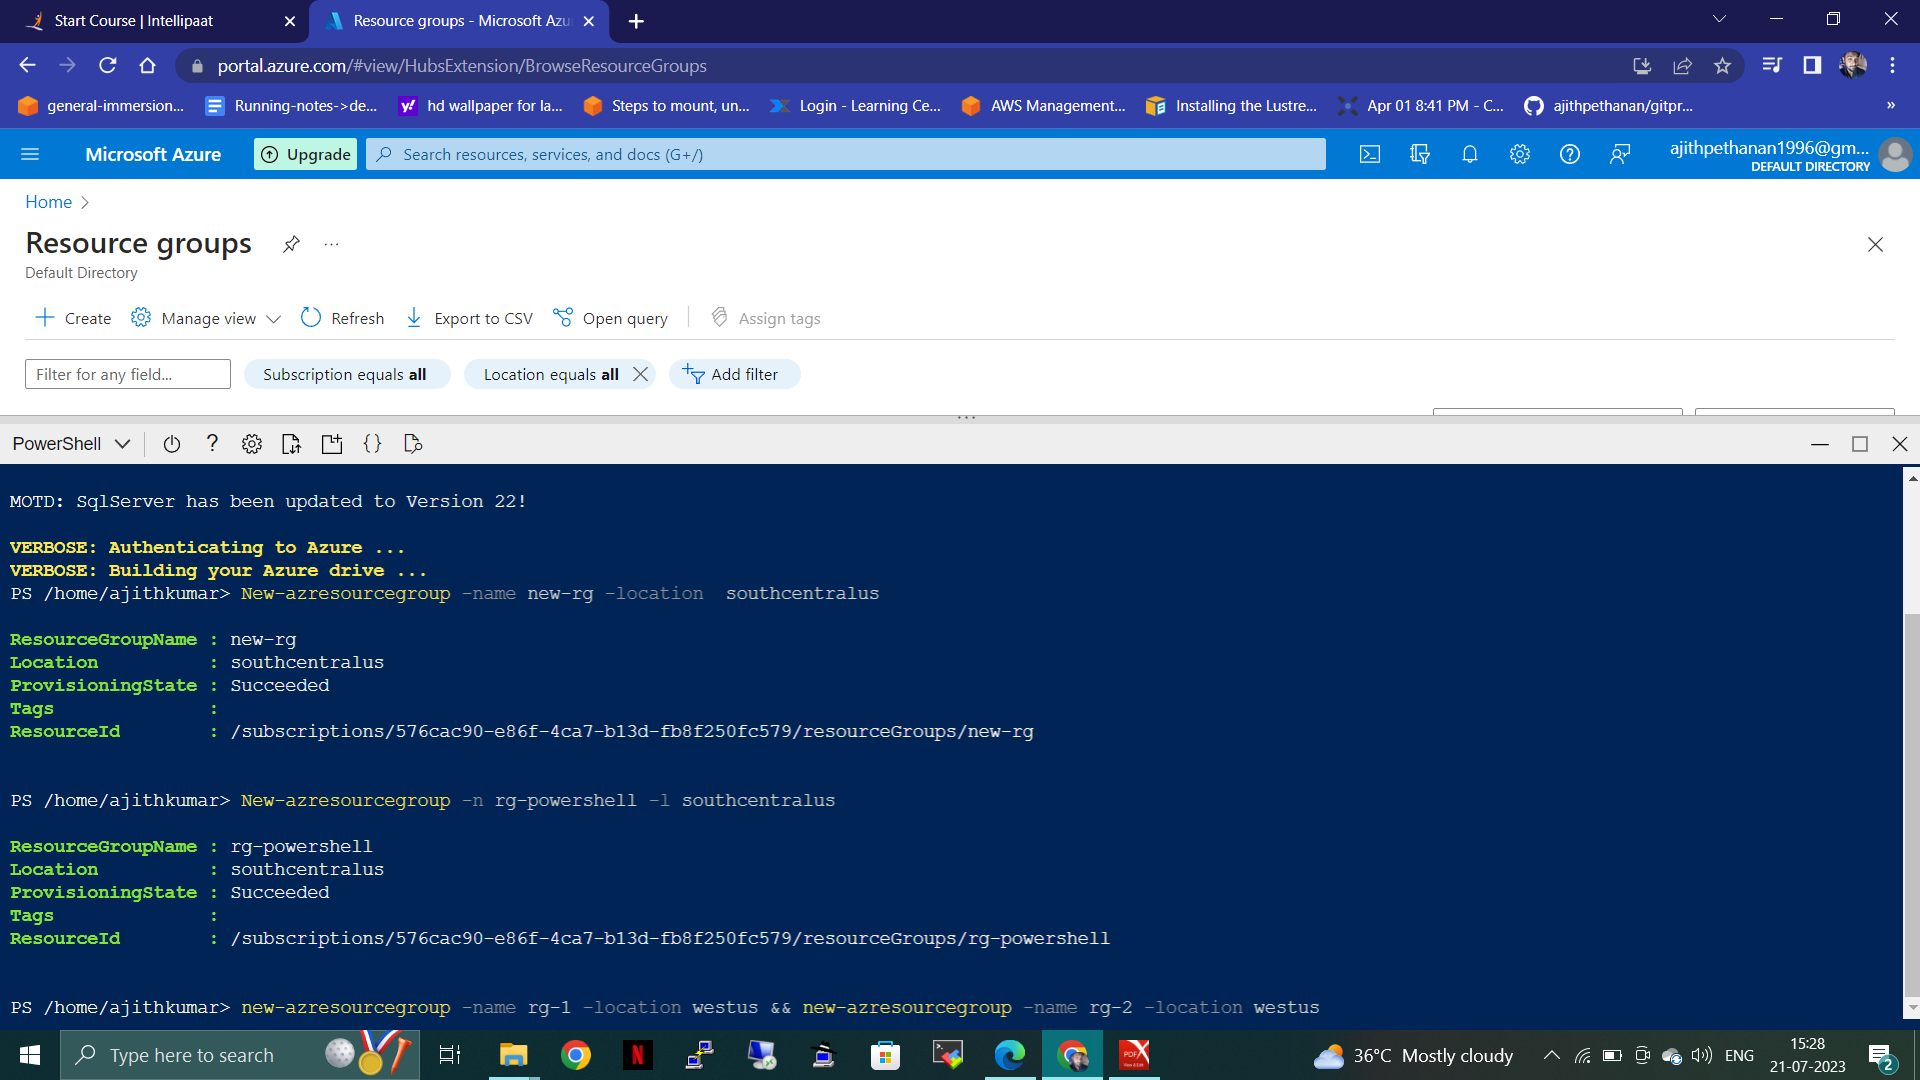 Start Course | Intellipaat
Resource groups - Microsoft Azu
portal.azure.com/#view/HubsExtension/BrowseResourceGroups
general-immersion...
Running-notes->de...
hd wallpaper for la...
Steps to mount, un...
Login - Learning Ce...
AWS Management...
Installing the Lustre...
Apr 01 8:41 PM - C...
ajithpethanan/gitpr...
»
Microsoft Azure
Upgrade
Search resources, services, and docs (G+/)
ajithpethanan1996@gm...
DEFAULT DIRECTORY
Home
Resource groups
...
Default Directory
Create
Manage view
Refresh
Export to CSV
Open query
Assign tags
Filter for any field...
Subscription equals all
Location equals all
Add filter
PowerShell
?
{}
MOTD: SqlServer has been updated to Version 22!
VERBOSE: Authenticating to Azure ...
VERBOSE: Building your Azure drive ...
PS /home/ajithkumar> New-azresourcegroup -name new-rg -location  southcentralus
ResourceGroupName : new-rg
Location          : southcentralus
ProvisioningState : Succeeded
Tags              :
ResourceId        : /subscriptions/576cac90-e86f-4ca7-b13d-fb8f250fc579/resourceGroups/new-rg
PS /home/ajithkumar> New-azresourcegroup -n rg-powershell -l southcentralus
ResourceGroupName : rg-powershell
Location          : southcentralus
ProvisioningState : Succeeded
Tags              :
ResourceId        : /subscriptions/576cac90-e86f-4ca7-b13d-fb8f250fc579/resourceGroups/rg-powershell
PS /home/ajithkumar> new-azresourcegroup -name rg-1 -location westus && new-azresourcegroup -name rg-2 -location westus
Type here to search
N
PDF
36°C Mostly cloudy
ENG
15:28
21-07-2023
2